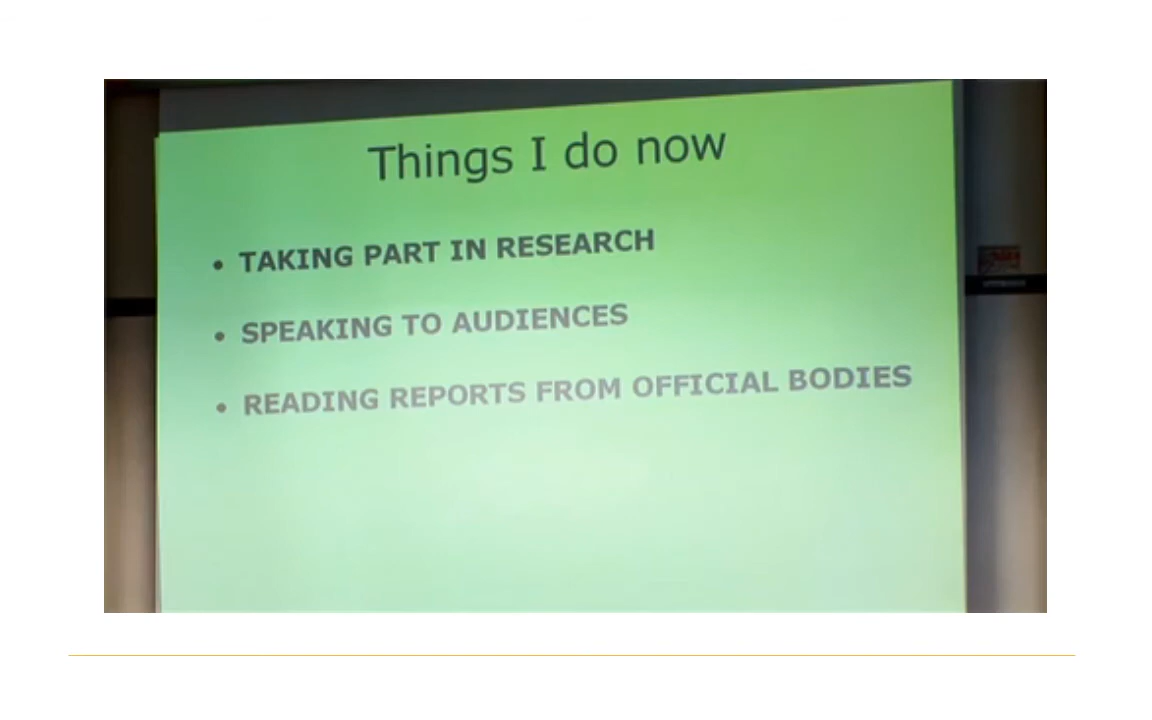 Things I do now
• TAKING PART IN RESEARCH
• SPEAKING TO AUDIENCES
• READING REPORTS FROM OFFICIAL BODIES